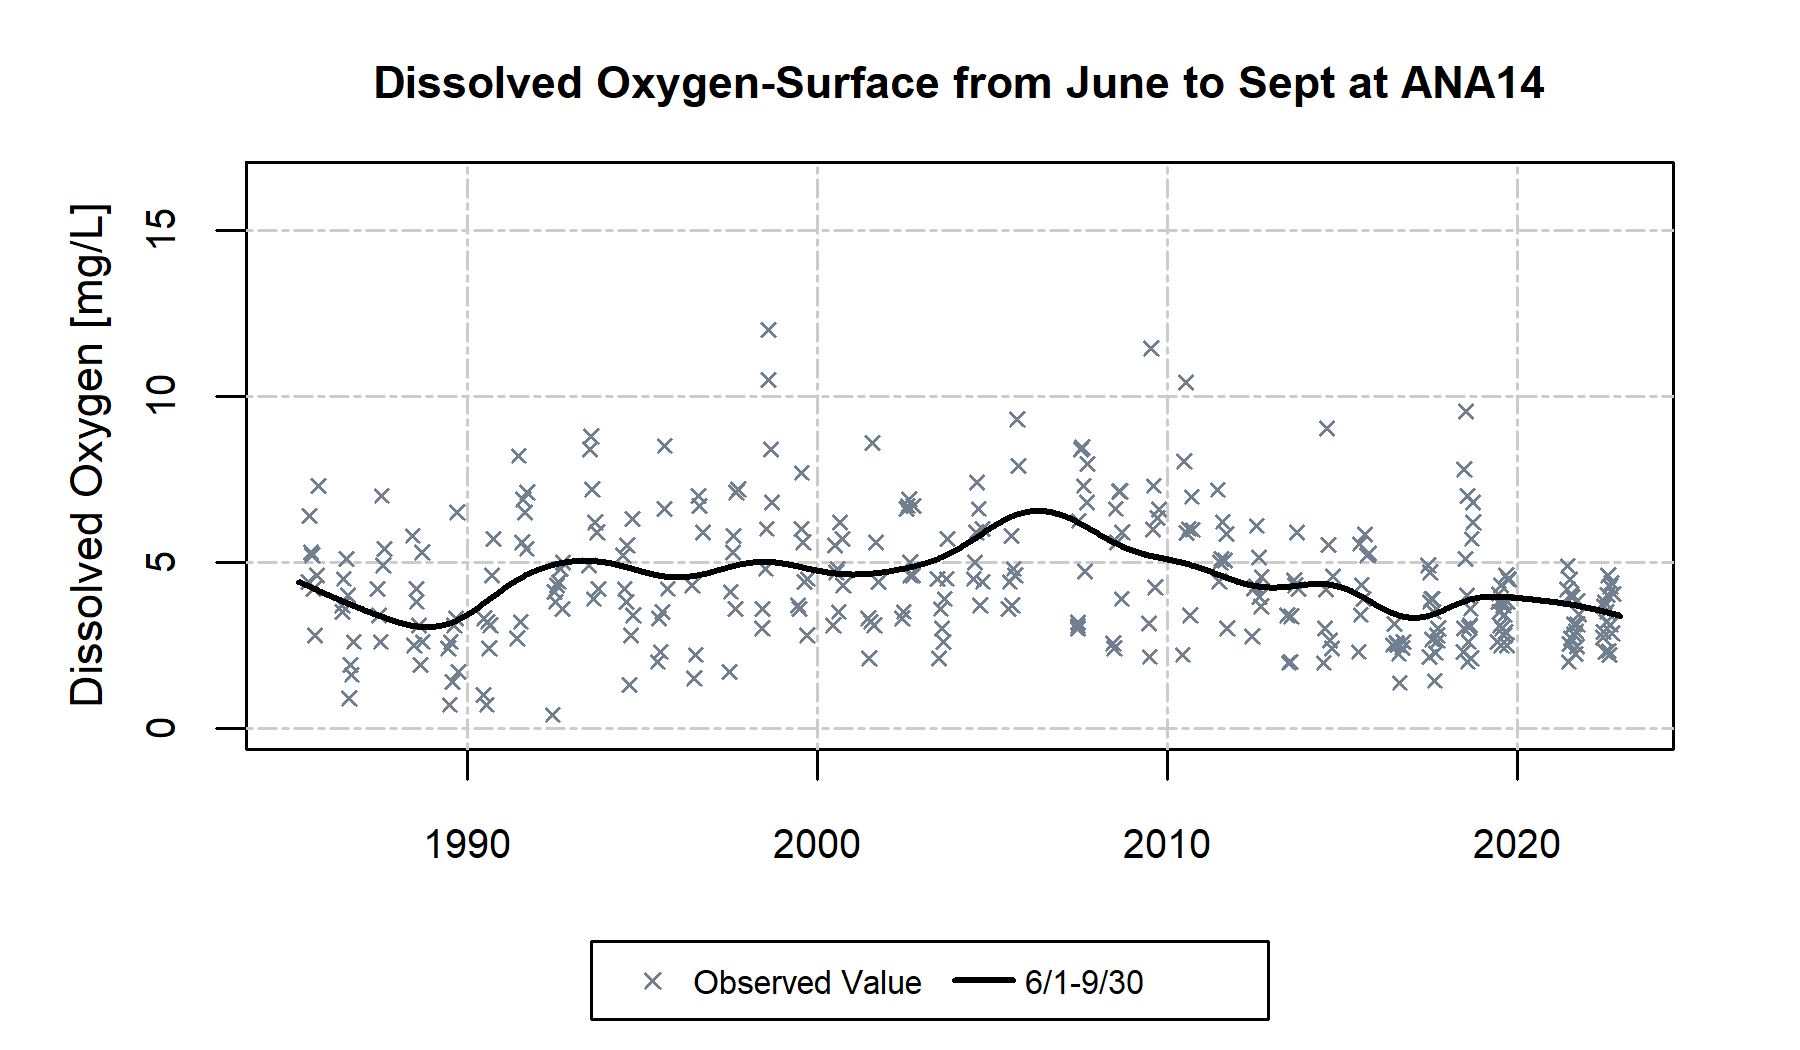 Dissolved Oxygen-Surface from June to Sept at ANA14
Dissolved Oxygen [mg/L]
15
10
5
0
1990 2000 2010 2020
Observed Value 6/1-9/30